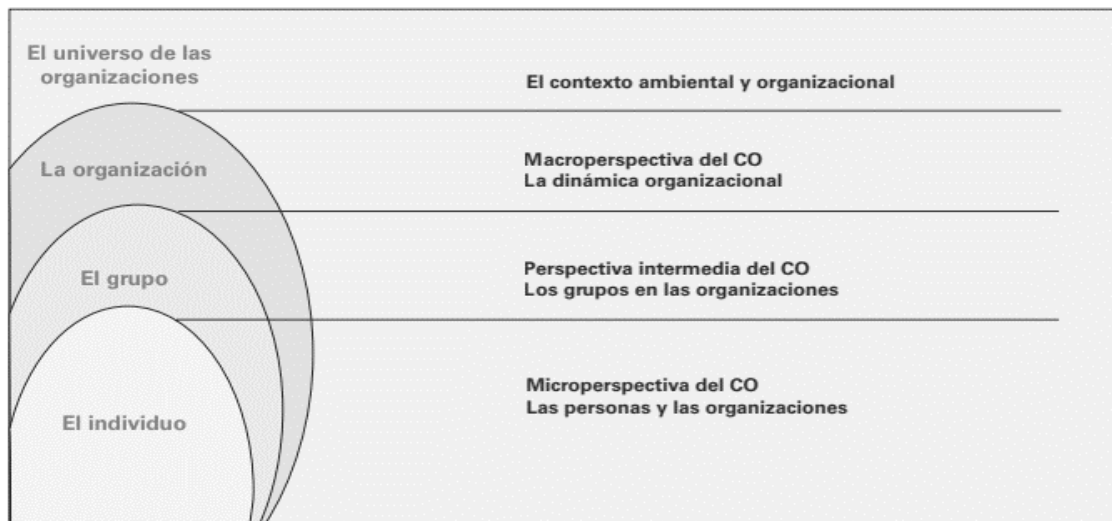 El universo de las
organizaciones
El contexto ambiental y organizacional
La organización
Macroperspectiva del CO
La dinámica organizacional
El grupo
Perspectiva intermedia del CO
Los grupos en las organizaciones
El individuo
Microperspectiva del CO
Las personas y las organizaciones